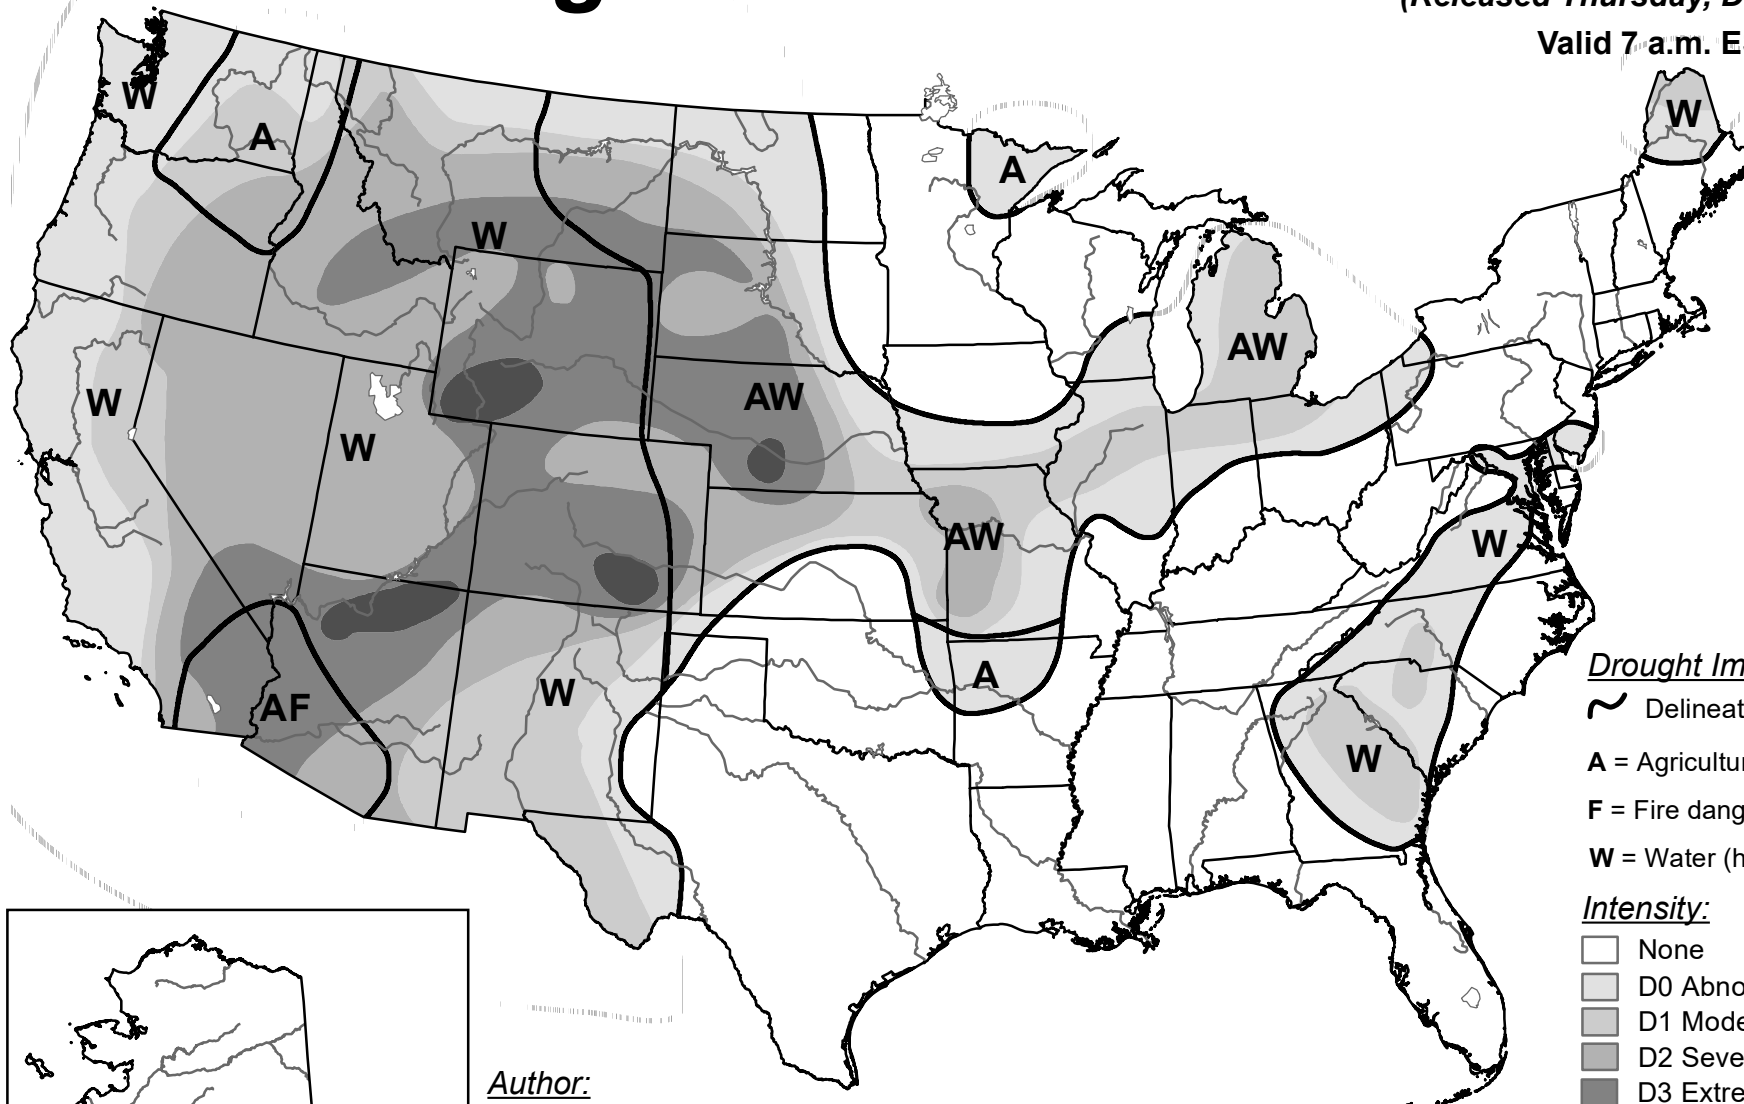 (Released Thursday, D
Valid 7 a.m. E
W
A
W
A
W
AW
W
AW
W
AW
W
A
W
AF
W
Drought Im
Delineat
A = Agricultur
F = Fire dang
W = Water (h
Intensity:
None
D0 Abno
D1 Mode
D2 Seve
D3 Extre
Author: